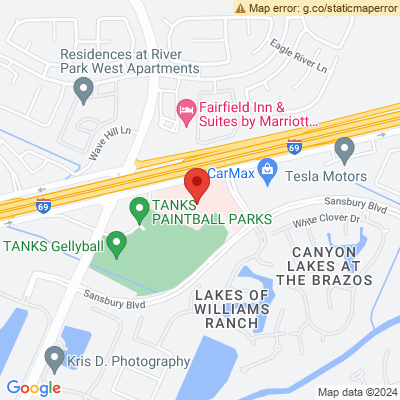 Map error: g.co/staticmaperror
Eagle River Ln
Residences at River
Park West Apartments
Fairfield Inn &
Suites by Marriott...
Wave Hill Ln
69
CarMax
Tesla Motors
Sansbury Blvd
69
TANKS
PAINTBALL PARKS
White Clover Dr
TANKS Gellyball
CANYON
LAKES AT
THE BRAZOS
Sansbury Blvd
LAKES OF
WILLIAMS
RANCH
Kris D. Photography
Google
Map data ©2024